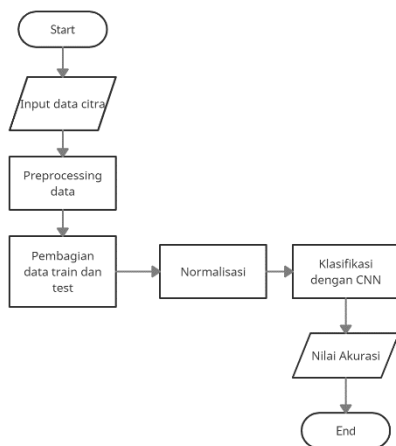 Start
Input data citra
Preprocessing
data
Pembagian
data train dan
test
Normalisasi
Klasifikasi
dengan CNN
Nilai Akurasi
End